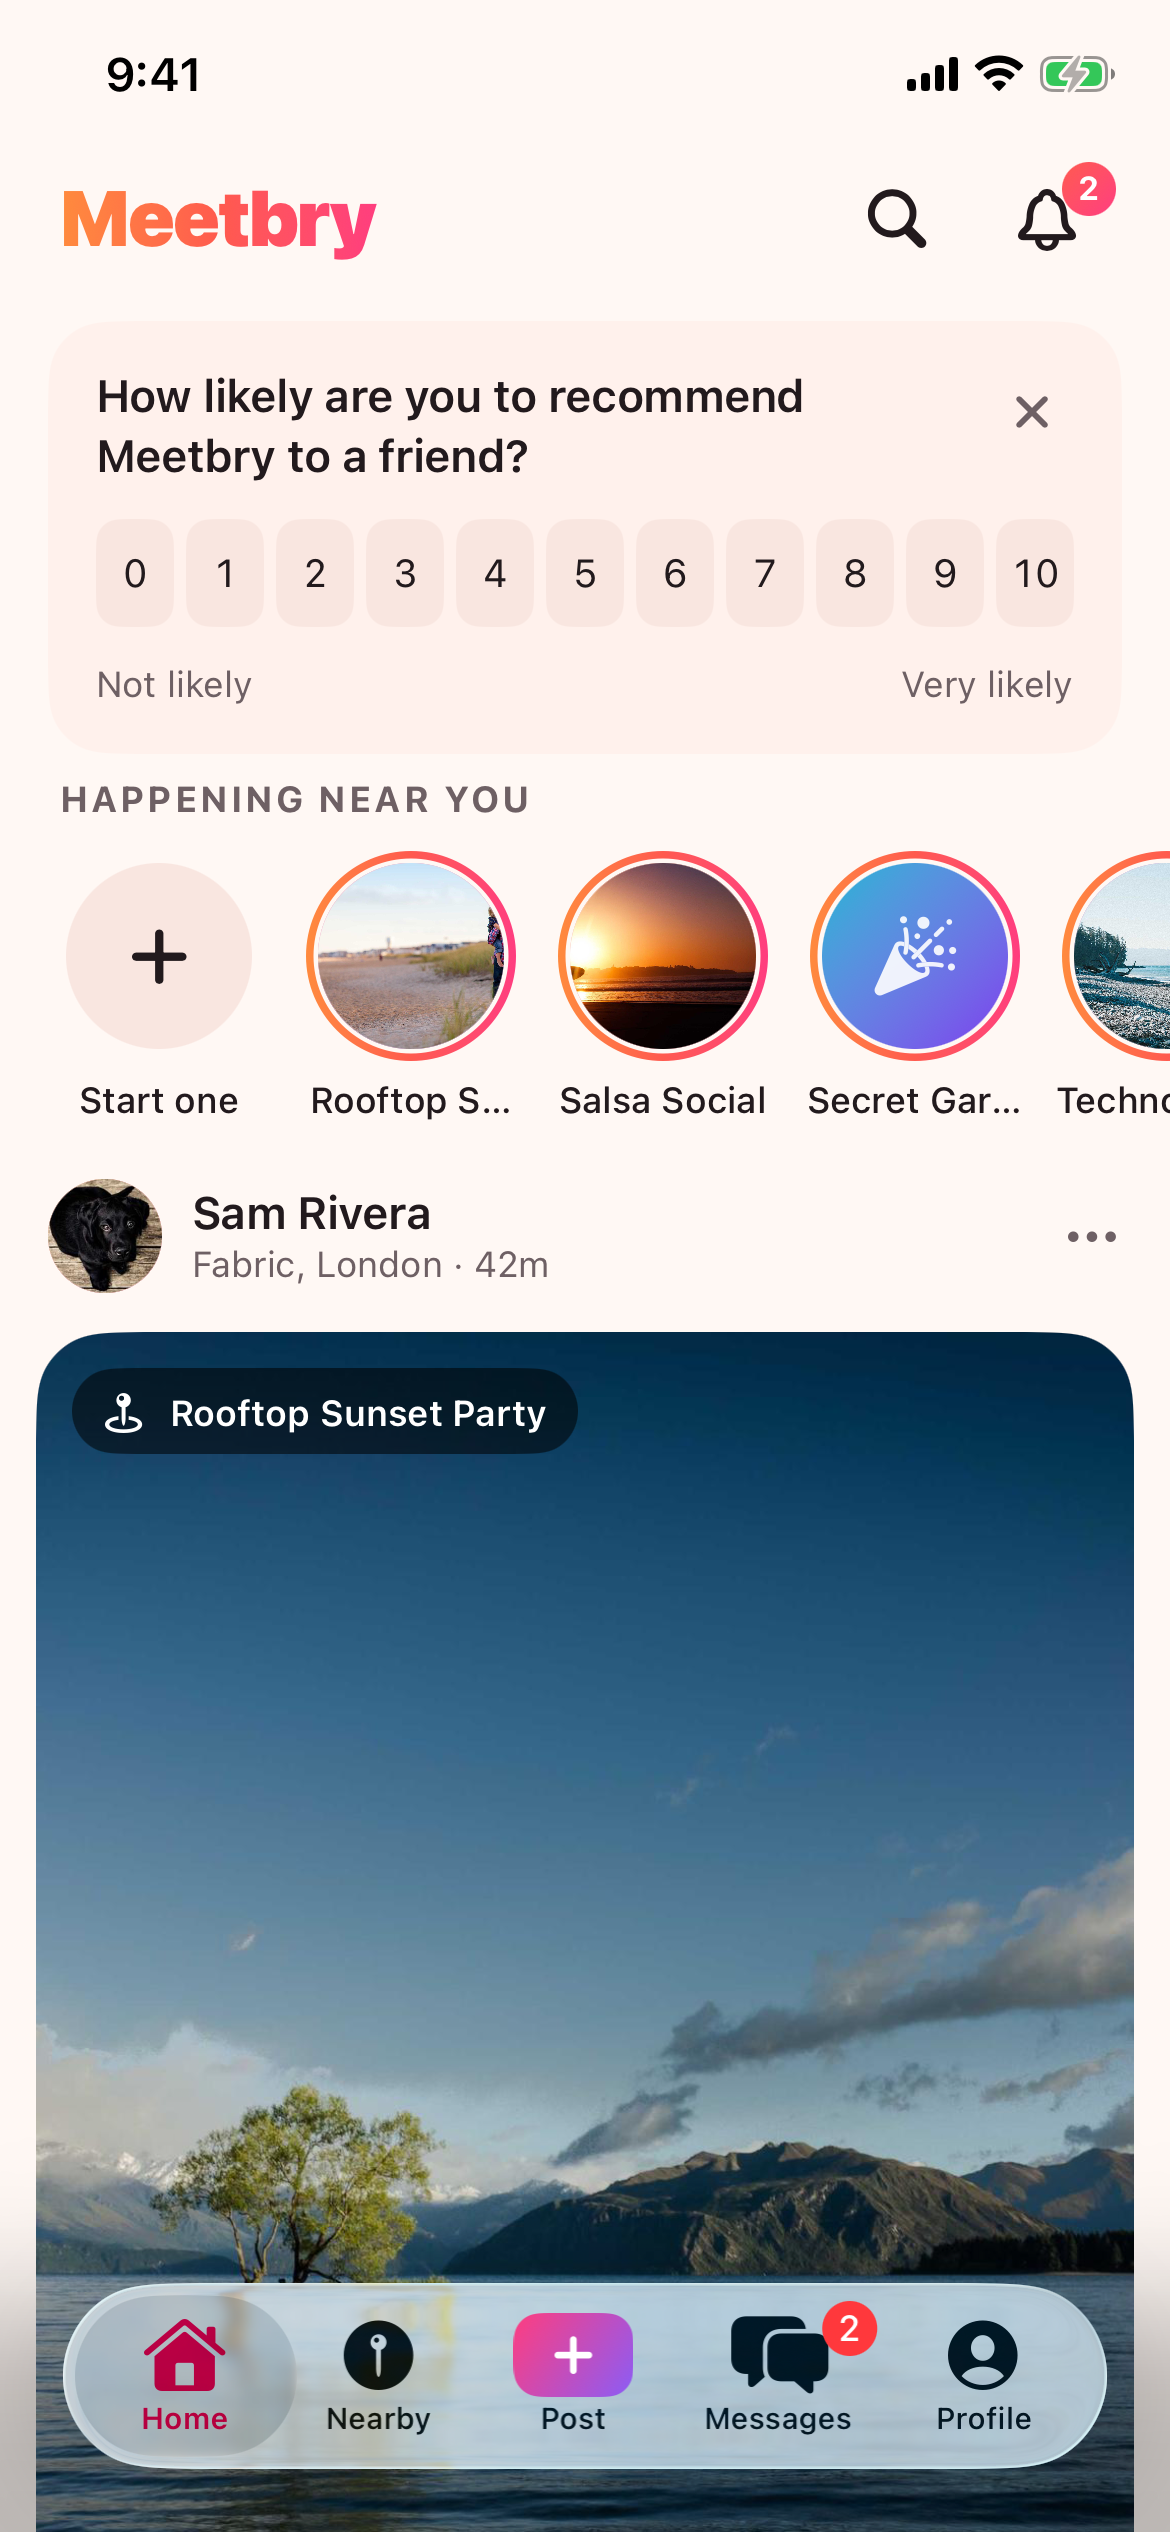 9:41
Meetbry
2
How likely are you to recommend
Meetbry to a friend?
0 1 2 3 4 5 6 7 8 9 10
Not likely Very likely
HAPPENING NEAR YOU
Start one Rooftop S... Salsa Social Secret Gar... Techno
Sam Rivera
Fabric, London · 42m
Rooftop Sunset Party
2
Home Nearby Post Messages Profile